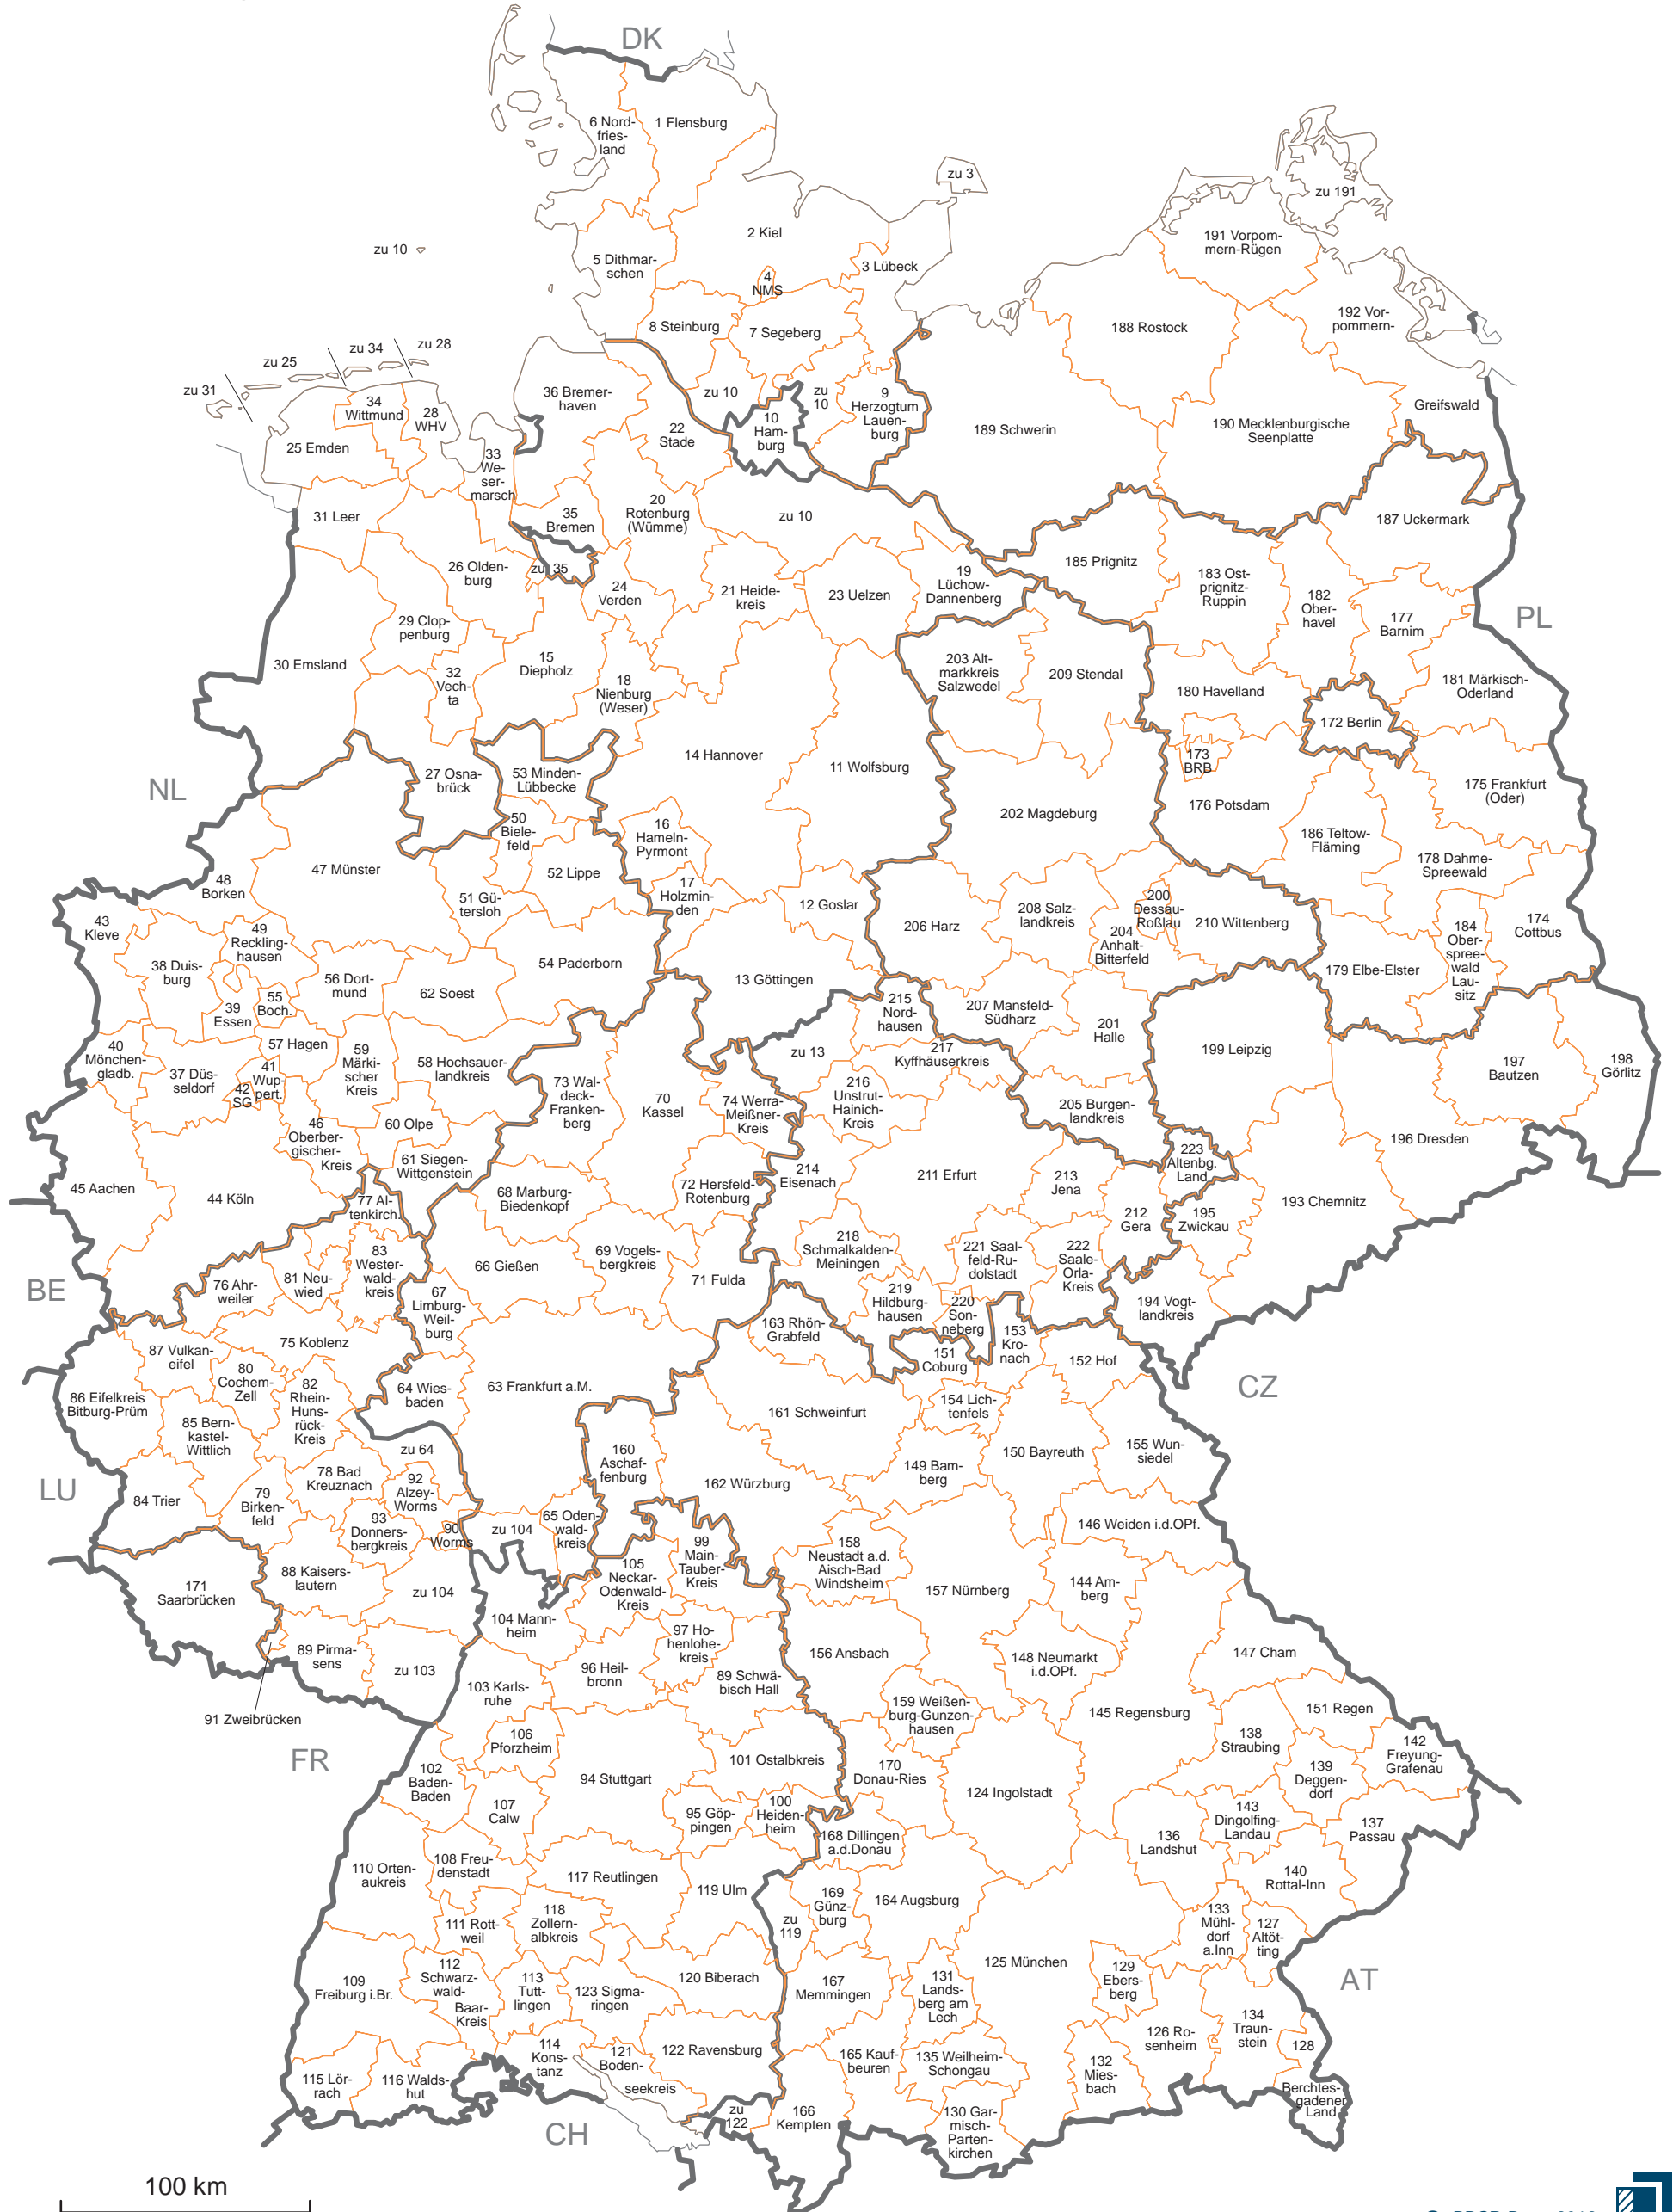 DK
6 Nord-
fries-
land
1 Flensburg
zu 3
zu 191
2 Kiel
191 Vorpom-
mern-Rügen
zu 10
5 Dithmar-
schen
3 Lübeck
4
NMS
192 Vor-
pommern-
Greifswald
8 Steinburg
7 Segeberg
188 Rostock
zu 25
zu 34
zu 28
zu 31
36 Bremer-
haven
zu 10
zu
10
9
Herzogtum
Lauen-
burg
34
Wittmund
28
WHV
10
Ham-
burg
22
Stade
189 Schwerin
190 Mecklenburgische
Seenplatte
25 Emden
33
We-
ser-
marsch
31 Leer
35
Bremen
20
Rotenburg
(Wümme)
zu 10
187 Uckermark
26 Olden-
burg
zu 35
24
Verden
21 Heide-
kreis
23 Uelzen
19
Lüchow-
Dannenberg
185 Prignitz
183 Ost-
prignitz-
Ruppin
182
Ober-
havel
177
Barnim
PL
29 Clop-
penburg
30 Emsland
32
Vech-
ta
15
Diepholz
18
Nienburg
(Weser)
203 Alt-
markkreis
Salzwedel
209 Stendal
180 Havelland
181 Märkisch-
Oderland
172 Berlin
14 Hannover
11 Wolfsburg
173
BRB
NL
27 Osna-
brück
53 Minden-
Lübbecke
175 Frankfurt
(Oder)
176 Potsdam
202 Magdeburg
50
Biele-
feld
16
Hameln-
Pyrmont
186 Teltow-
Fläming
178 Dahme-
Spreewald
47 Münster
52 Lippe
48
Borken
51 Gü-
tersloh
17
Holzmin-
den
12 Goslar
206 Harz
208 Salz-
landkreis
200
Dessau-
Roßlau
204
Anhalt-
Bitterfeld
210 Wittenberg
184
Ober-
spree-
wald
Lau-
sitz
174
Cottbus
43
Kleve
49
Reckling-
hausen
38 Duis-
burg
56 Dort-
mund
62 Soest
54 Paderborn
13 Göttingen
179 Elbe-Elster
39
Essen
55
Boch.
215
Nord-
hausen
207 Mansfeld-
Südharz
201
Halle
40
Mönchen-
gladb.
57 Hagen
zu 13
217
Kyffhäuserkreis
199 Leipzig
197
Bautzen
198
Görlitz
37 Düs-
seldorf
41
Wup-
pert.
42
SG
59
Märki-
scher
Kreis
58 Hochsauer-
landkreis
73 Wal-
deck-
Franken-
berg
70
Kassel
74 Werra-
Meißner-
Kreis
216
Unstrut-
Hainich-
Kreis
205 Burgen-
landkreis
46
Oberber-
gischer-
Kreis
60 Olpe
61 Siegen-
Wittgenstein
196 Dresden
223
Altenbg.
Land
45 Aachen
44 Köln
77 Al-
tenkirch.
68 Marburg-
Biedenkopf
72 Hersfeld-
Rotenburg
214
Eisenach
211 Erfurt
213
Jena
212
Gera
195
Zwickau
193 Chemnitz
BE
76 Ahr-
weiler
81 Neu-
wied
83
Wester-
wald-
kreis
66 Gießen
69 Vogels-
bergkreis
71 Fulda
218
Schmalkalden-
Meiningen
221 Saal-
feld-Ru-
dolstadt
222
Saale-
Orla-
Kreis
67
Limburg-
Weil-
burg
219
Hildburg-
hausen
220
Son-
neberg
194 Vogt-
landkreis
163 Rhön-
Grabfeld
153
Kro-
nach
75 Koblenz
87 Vulkan-
eifel
80
Cochem-
Zell
82
Rhein-
Huns-
rück-
Kreis
151
Coburg
152 Hof
CZ
86 Eifelkreis
Bitburg-Prüm
64 Wies-
baden
63 Frankfurt a.M.
161 Schweinfurt
154 Lich-
tenfels
85 Bern-
kastel-
Wittlich
zu 64
160
Aschaf-
fenburg
149 Bam-
berg
150 Bayreuth
155 Wun-
siedel
LU
84 Trier
79
Birken-
feld
78 Bad
Kreuznach
92
Alzey-
Worms
162 Würzburg
93
Donners-
bergkreis
90
Worms
zu 104
65 Oden-
wald-
kreis
146 Weiden i.d.OPf.
88 Kaisers-
lautern
105
Neckar-
Odenwald-
Kreis
99
Main-
Tauber-
Kreis
158
Neustadt a.d.
Aisch-Bad
Windsheim
157 Nürnberg
144 Am-
berg
171
Saarbrücken
zu 104
104 Mann-
heim
89 Pirma-
sens
zu 103
97 Ho-
henlohe-
kreis
156 Ansbach
148 Neumarkt
i.d.OPf.
147 Cham
96 Heil-
bronn
89 Schwä-
bisch Hall
103 Karls-
ruhe
91 Zweibrücken
159 Weißen-
burg-Gunzen-
hausen
145 Regensburg
151 Regen
FR
106
Pforzheim
101 Ostalbkreis
138
Straubing
142
Freyung-
Grafenau
102
Baden-
Baden
94 Stuttgart
170
Donau-Ries
124 Ingolstadt
139
Deggen-
dorf
107
Calw
95 Göp-
pingen
100
Heiden-
heim
143
Dingolfing-
Landau
137
Passau
168 Dillingen
a.d.Donau
136
Landshut
110 Orten-
aukreis
108 Freu-
denstadt
117 Reutlingen
119 Ulm
140
Rottal-Inn
169
Günz-
burg
164 Augsburg
111 Rott-
weil
118
Zollern-
albkreis
zu
119
133
Mühl-
dorf
a.Inn
127
Altöt-
ting
109
Freiburg i.Br.
112
Schwarz-
wald-
Baar-
Kreis
113
Tutt-
lingen
123 Sigma-
ringen
120 Biberach
167
Memmingen
131
Lands-
berg am
Lech
125 München
129
Ebers-
berg
AT
126 Ro-
senheim
134
Traun-
stein
128
Berchtes-
gadener
Land
115 Lör-
rach
116 Walds-
hut
114
Kons-
tanz
121
Boden-
seekreis
122 Ravensburg
165 Kauf-
beuren
135 Weilheim-
Schongau
132
Mies-
bach
CH
zu
122
166
Kempten
130 Gar-
misch-
Parten-
kirchen
100 km